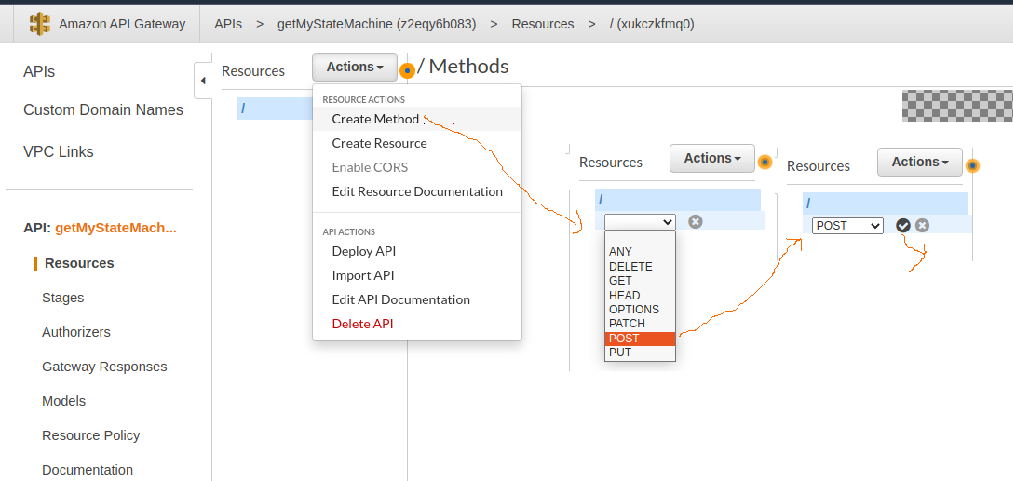 Amazon API Gateway APIs > getMyStateMachine (z2eqy6b083) > Resources > / (xukczkfmq0)
APIs
Custom Domain Names
VPC Links
API: getMyStateMach...
Resources
Stages
Authorizers
Gateway Responses
Models
Resource Policy
Documentation
Resources Actions / Methods
/
RESOURCE ACTIONS
Create Method
Create Resource
Enable CORS
Edit Resource Documentation
API ACTIONS
Deploy API
Import API
Edit API Documentation
Delete API
Resources Actions
/
ANY
DELETE
GET
HEAD
OPTIONS
PATCH
POST
PUT
Resources Actions
/
POST